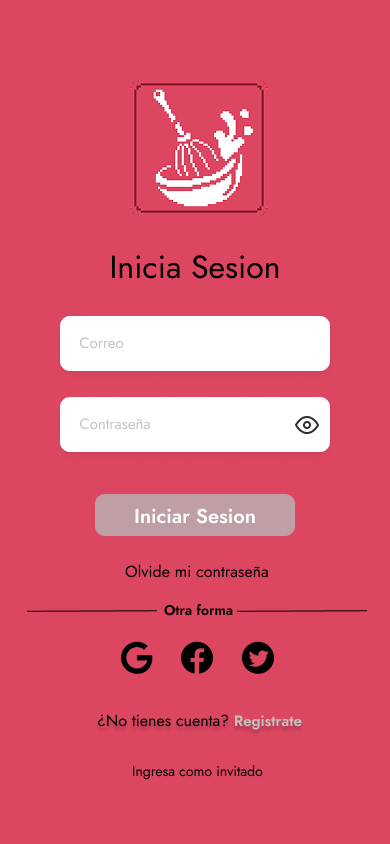 Inicia Sesion
Correo
Contraseña
Iniciar Sesion
Olvide mi contraseña
Otra forma
¿No tienes cuenta? Registrate
Ingresa como invitado